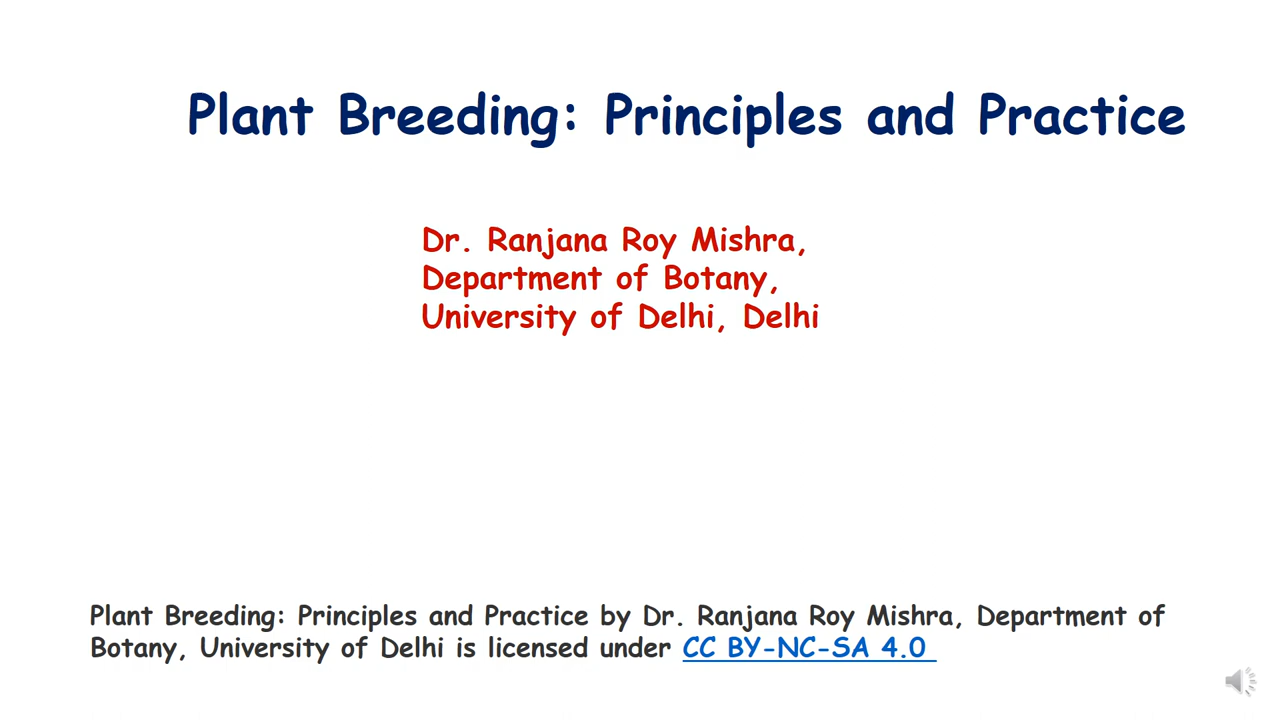 Plant Breeding: Principles and Practice
Dr. Ranjana Roy Mishra,
Department of Botany,
University of Delhi, Delhi
Plant Breeding: Principles and Practice by Dr. Ranjana Roy Mishra, Department of
Botany, University of Delhi is licensed under CC BY-NC-SA 4.0